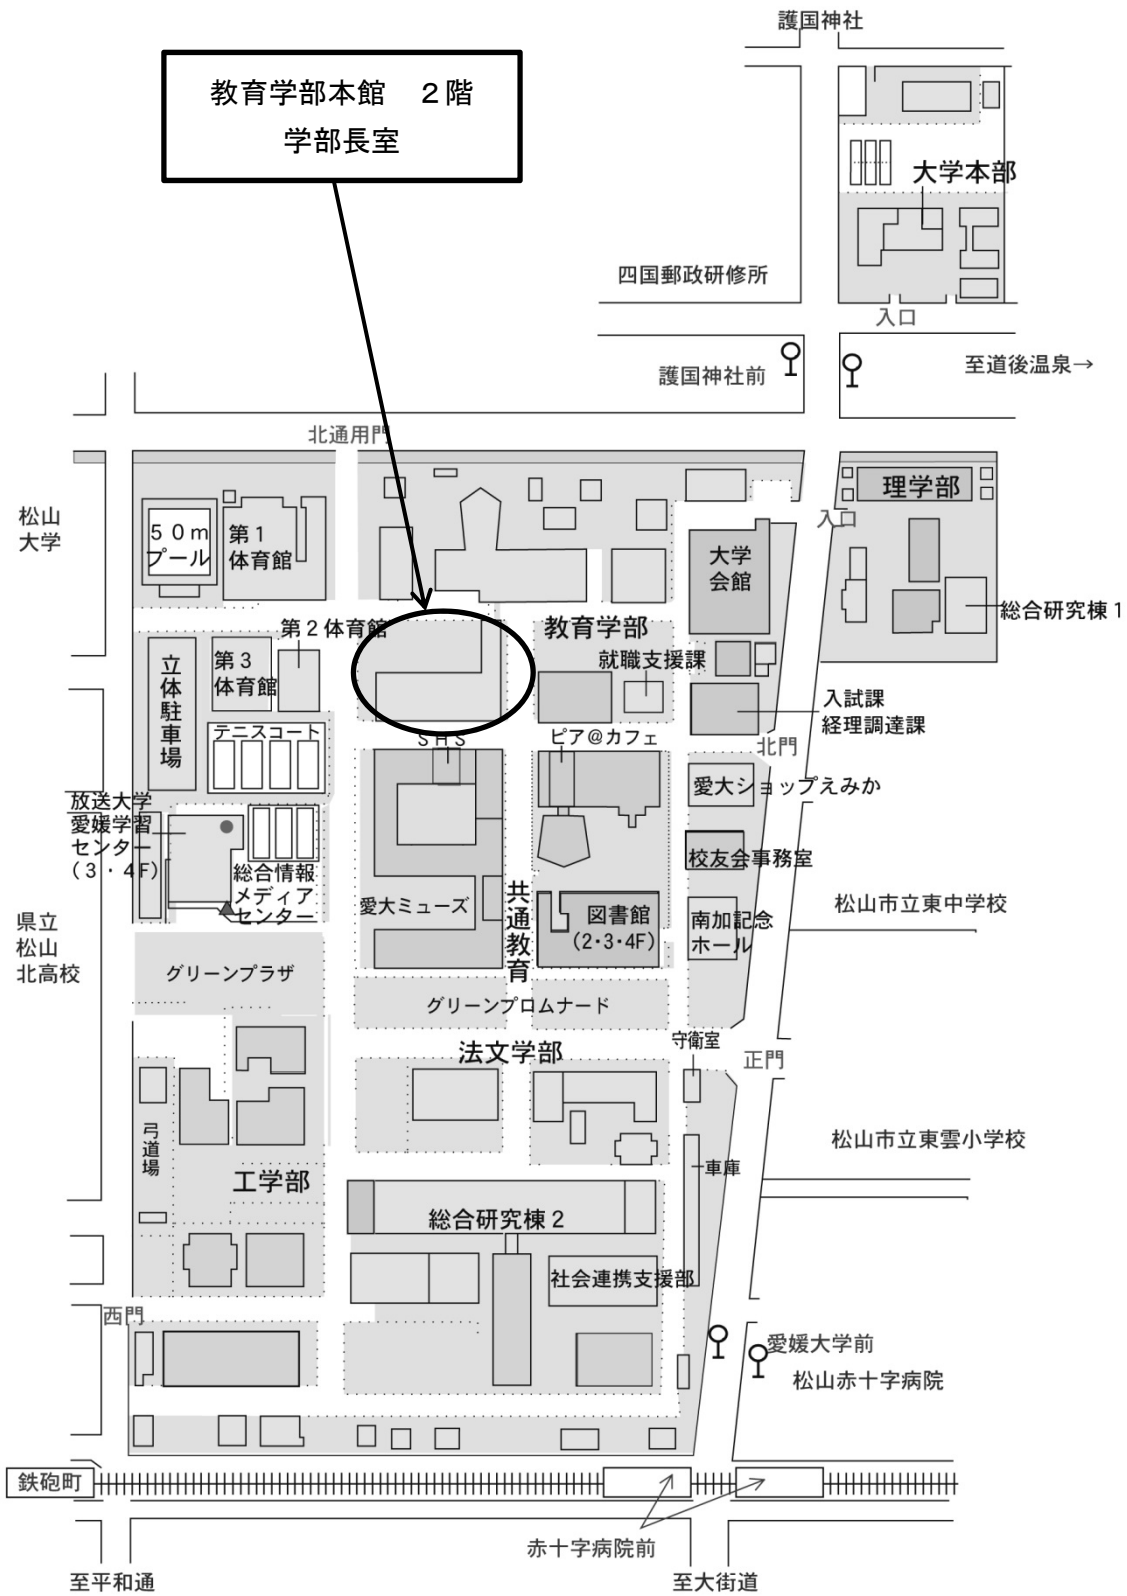 護国神社
教育学部本館　２階
学部長室
大学本部
四国郵政研修所
入口
護国神社前
至道後温泉→
北通用門
松山
大学
５０ｍ
プール
第１
体育館
大学
会館
理学部
入口
総合研究棟１
第２体育館
教育学部
就職支援課
立体駐車場
第３
体育館
入試課
経理調達課
テニスコート
ＳＨＳ
ピア@カフェ
北門
愛大ショップえみか
放送大学
愛媛学習
センター
(３・４F)
校友会事務室
総合情報
メディア
センター
愛大ミューズ
共通教育
図書館
(2・3・4F)
南加記念
ホール
松山市立東中学校
県立
松山
北高校
グリーンプラザ
グリーンプロムナード
法文学部
守衛室
正門
弓道場
松山市立東雲小学校
車庫
工学部
総合研究棟２
社会連携支援部
西門
愛媛大学前
松山赤十字病院
鉄砲町
赤十字病院前
至平和通
至大街道